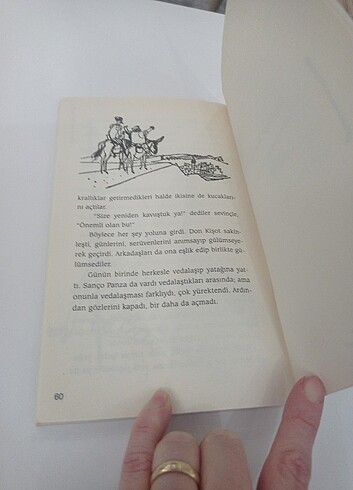 krallıklar getirmedikleri halde ikisine de kucakları-
nı açtılar.
"Size yeniden kavuştuk ya!" dediler sevinçle,
"Önemli olan bu!"
Böylece her şey yoluna girdi. Don Kişot sakin-
leşti, günlerini, serüvenlerini anımsayıp gülümseye-
rek geçirdi. Arkadaşları da ona eşlik edip birlikte gü-
lümsediler.
Günün birinde herkesle vedalaşıp yatağına yat-
tı. Sanço Panza da vardı vedalaştıkları arasında; ama
onunla vedalaşması farklıydı, çok yürektendi. Ardın-
dan gözlerini kapadı, bir daha da açmadı.
60